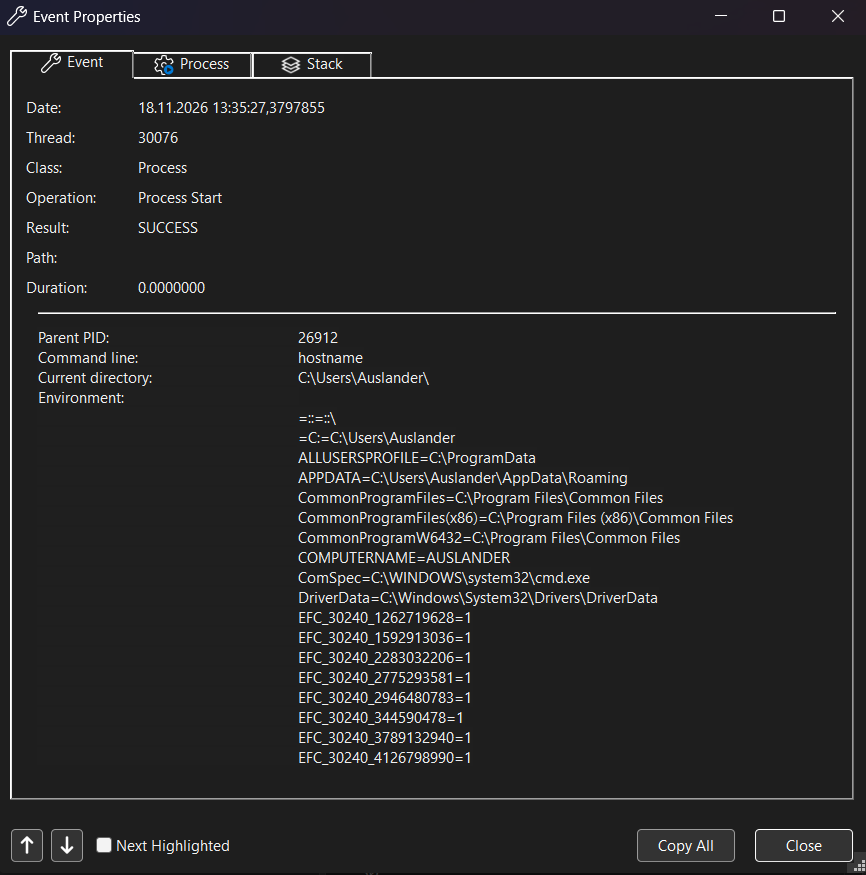 Event Properties
Event Process Stack
Date: 18.11.2026 13:35:27,3797855
Thread: 30076
Class: Process
Operation: Process Start
Result: SUCCESS
Path:
Duration: 0.0000000
Parent PID: 26912
Command line: hostname
Current directory: C:\Users\Auslander\
Environment:
=::=::\
=C:=C:\Users\Auslander
ALLUSERSPROFILE=C:\ProgramData
APPDATA=C:\Users\Auslander\AppData\Roaming
CommonProgramFiles=C:\Program Files\Common Files
CommonProgramFiles(x86)=C:\Program Files (x86)\Common Files
CommonProgramW6432=C:\Program Files\Common Files
COMPUTERNAME=AUSLANDER
ComSpec=C:\WINDOWS\system32\cmd.exe
DriverData=C:\Windows\System32\Drivers\DriverData
EFC_30240_1262719628=1
EFC_30240_1592913036=1
EFC_30240_2283032206=1
EFC_30240_2775293581=1
EFC_30240_2946480783=1
EFC_30240_344590478=1
EFC_30240_3789132940=1
EFC_30240_4126798990=1
Next Highlighted Copy All Close